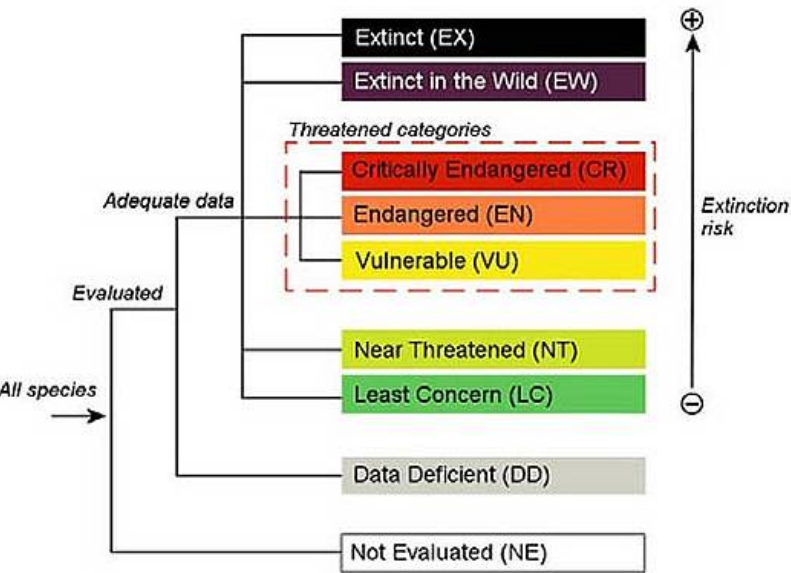 Extinct (EX)
Extinct in the Wild (EW)
Threatened categories
Critically Endangered (CR)
Adequate data
Endangered (EN)
Extinction
risk
Vulnerable (VU)
Evaluated
Near Threatened (NT)
All species
Least Concern (LC)
Data Deficient (DD)
Not Evaluated (NE)